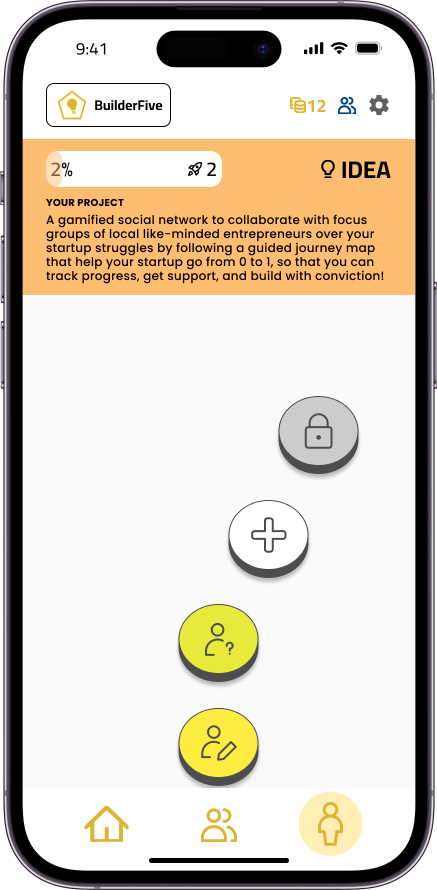 9:41
BuilderFive
12
2%
2
IDEA
YOUR PROJECT
A gamified social network to collaborate with focus
groups of local like-minded entrepreneurs over your
startup struggles by following a guided journey map
that help your startup go from 0 to 1, so that you can
track progress, get support, and build with conviction!
?